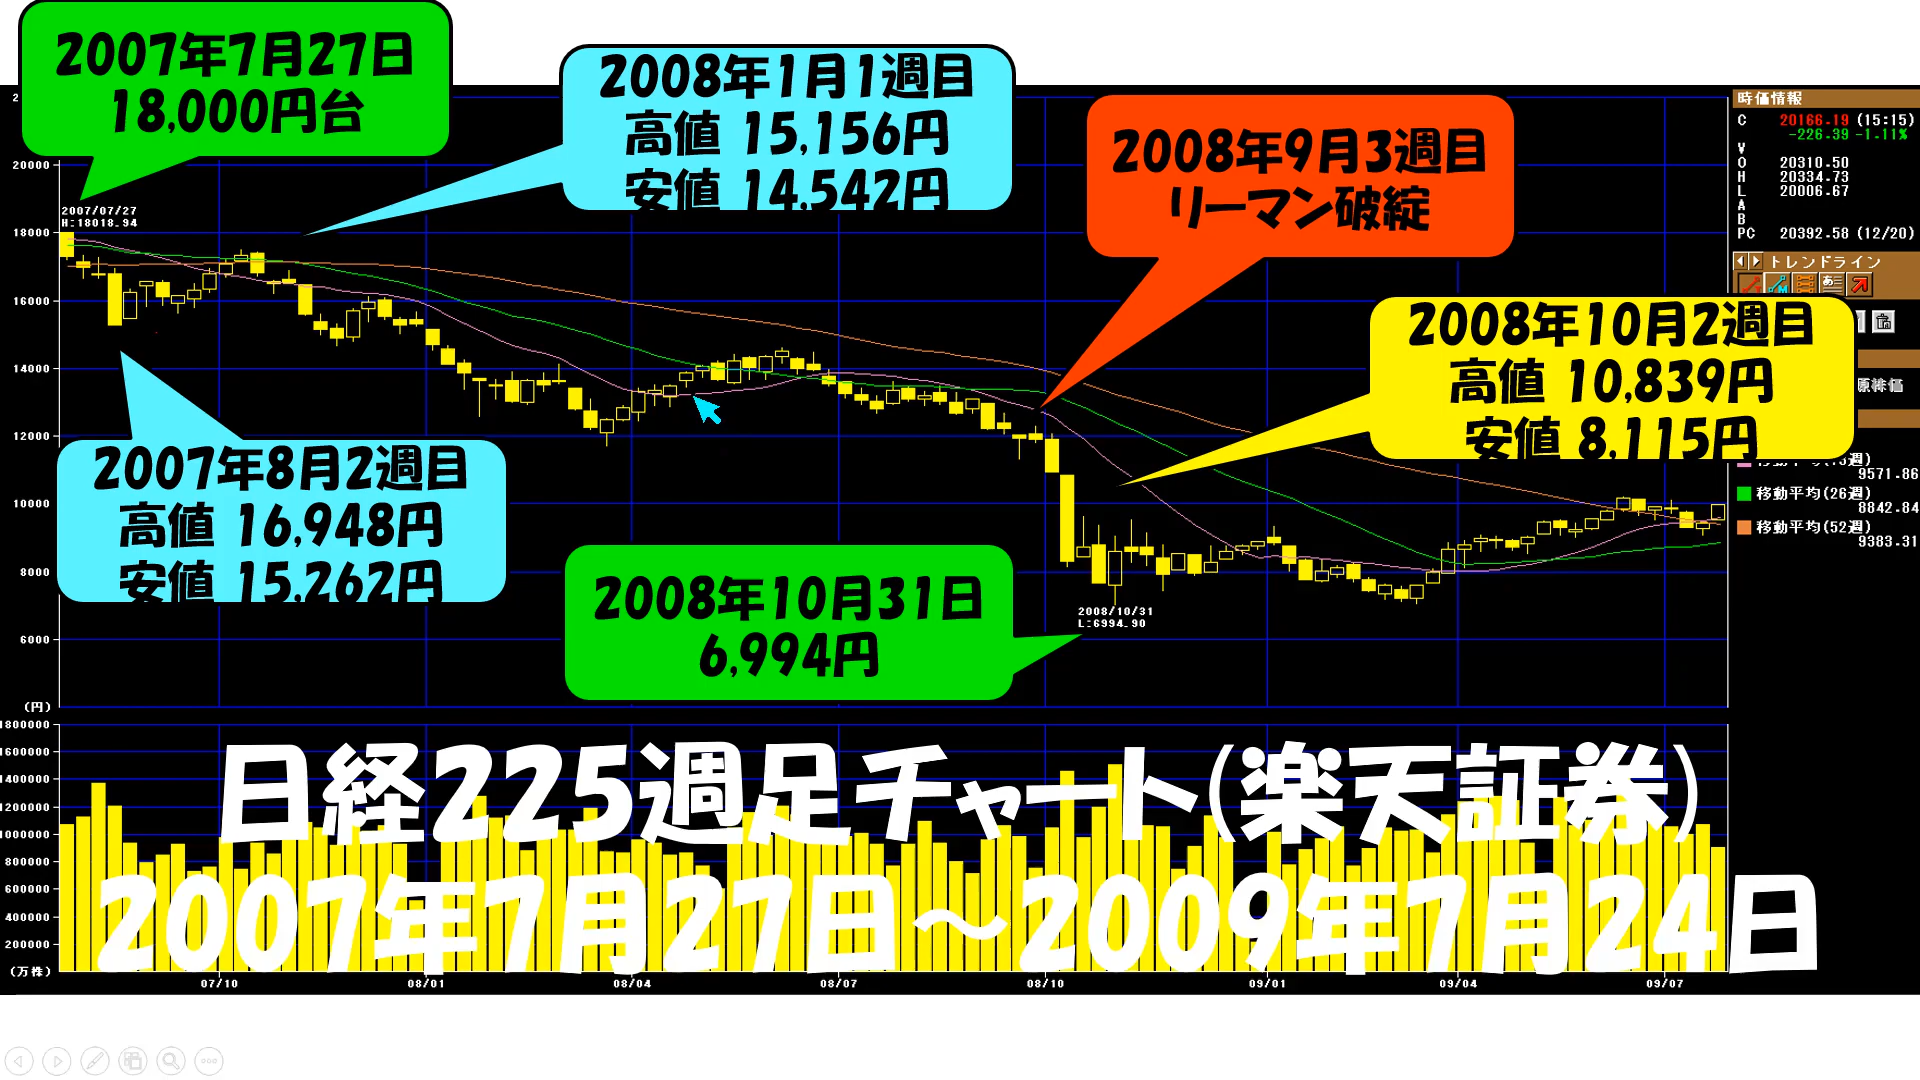 2007年7月27日
18,000円台
2008年1月1週目
高値 15,156円
安値 14,542円
2008年9月3週目
リーマン破綻
2008年10月2週目
高値 10,839円
安値 8,115円
2007年8月2週目
高値 16,948円
安値 15,262円
2008年10月31日
6,994円
2007/07/27
H:18018.94
2008/10/31
L:6994.90
20000
18000
16000
14000
12000
10000
8000
6000
(円)
1800000
1600000
1400000
1200000
1000000
800000
600000
400000
200000
(万株)
日経225週足チャート(楽天証券)
2007年7月27日～2009年7月24日
07/10
08/01
08/04
08/07
08/10
09/01
09/04
09/07
時価情報
C 20166.19 (15:15)
-226.39 -1.11%
V
O 20310.50
H 20334.73
L 20006.67
A
B
PC 20392.58 (12/20)
トレンドライン
移動平均(13週)
9571.86
移動平均(26週)
8842.84
移動平均(52週)
9383.31